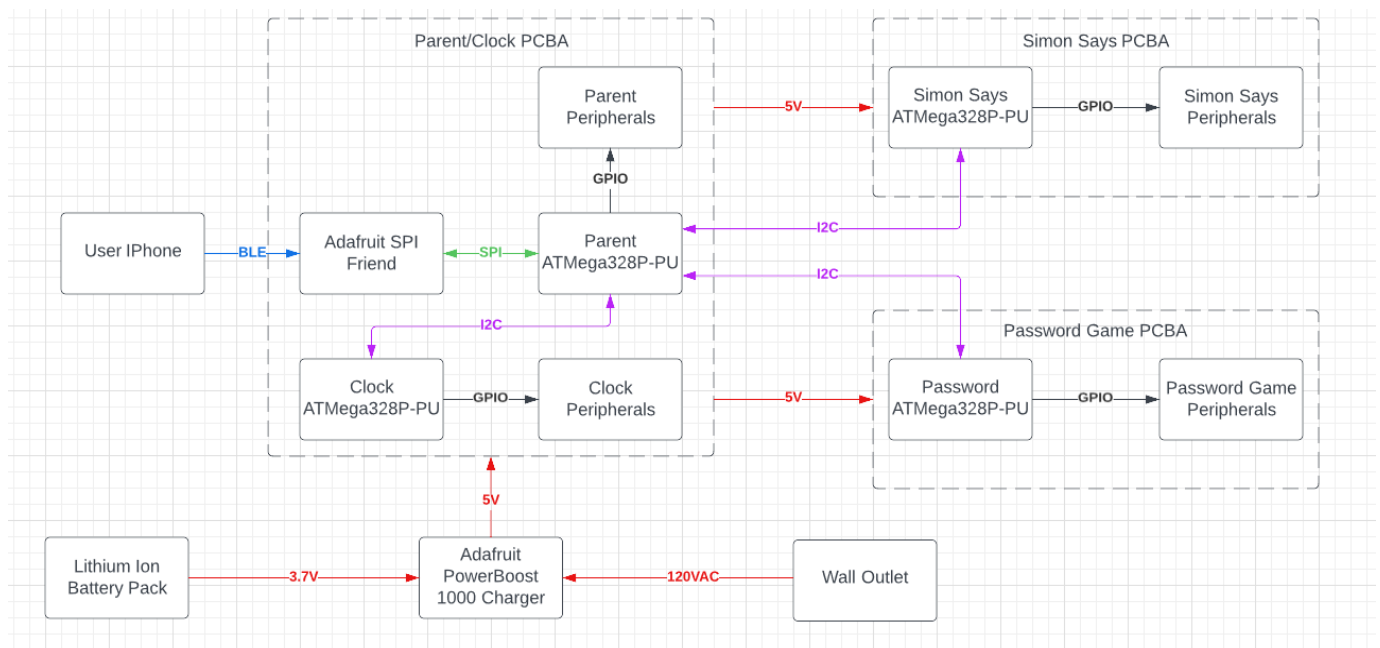 Parent/Clock PCBA
Simon Says PCBA
Parent
Peripherals
5V
Simon Says
ATMega328P-PU
GPIO
Simon Says
Peripherals
GPIO
User IPhone
BLE
Adafruit SPI
Friend
SPI
Parent
ATMega328P-PU
I2C
I2C
I2C
Password Game PCBA
Clock
ATMega328P-PU
GPIO
Clock
Peripherals
5V
Password
ATMega328P-PU
GPIO
Password Game
Peripherals
5V
Lithium Ion
Battery Pack
3.7V
Adafruit
PowerBoost
1000 Charger
120VAC
Wall Outlet